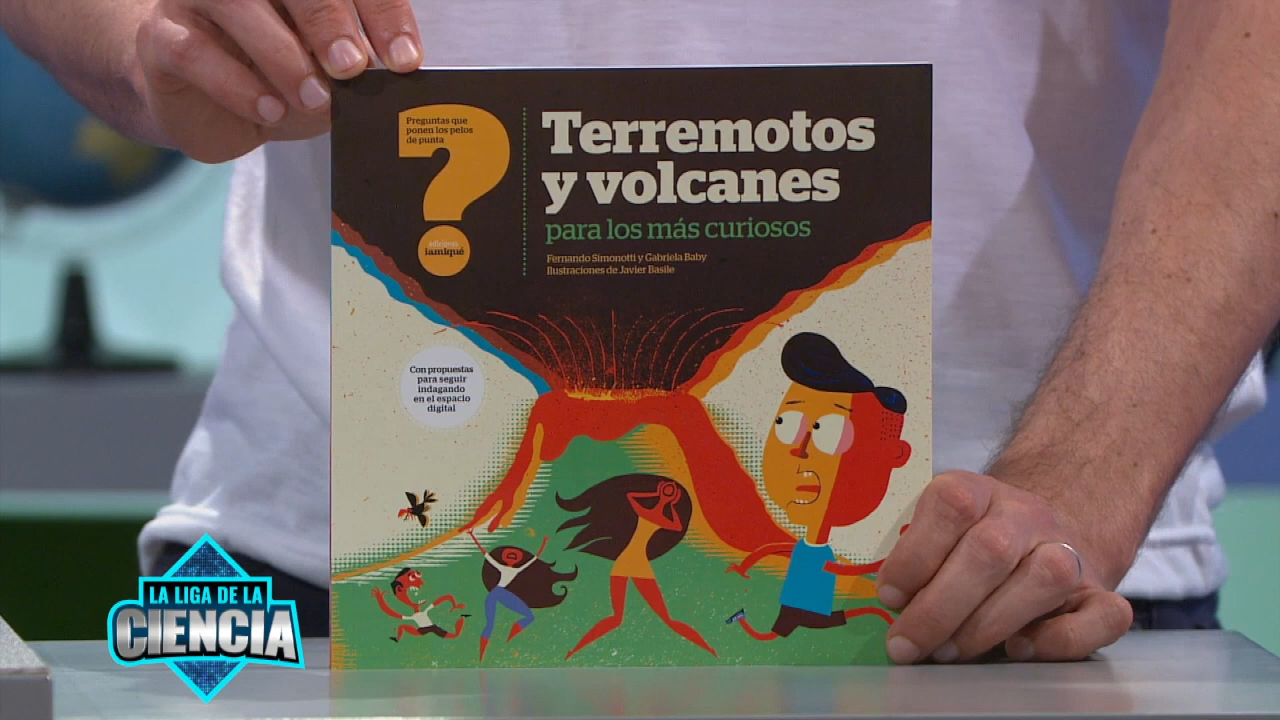 Preguntas que
ponen los pelos
de punta
ediciones
iamiqué
Terremotos
y volcanes
para los más curiosos
Fernando Simonotti y Gabriela Baby
Ilustraciones de Javier Basile
Con propuestas
para seguir
indagando
en el espacio
digital
LA LIGA DE LA
CIENCIA